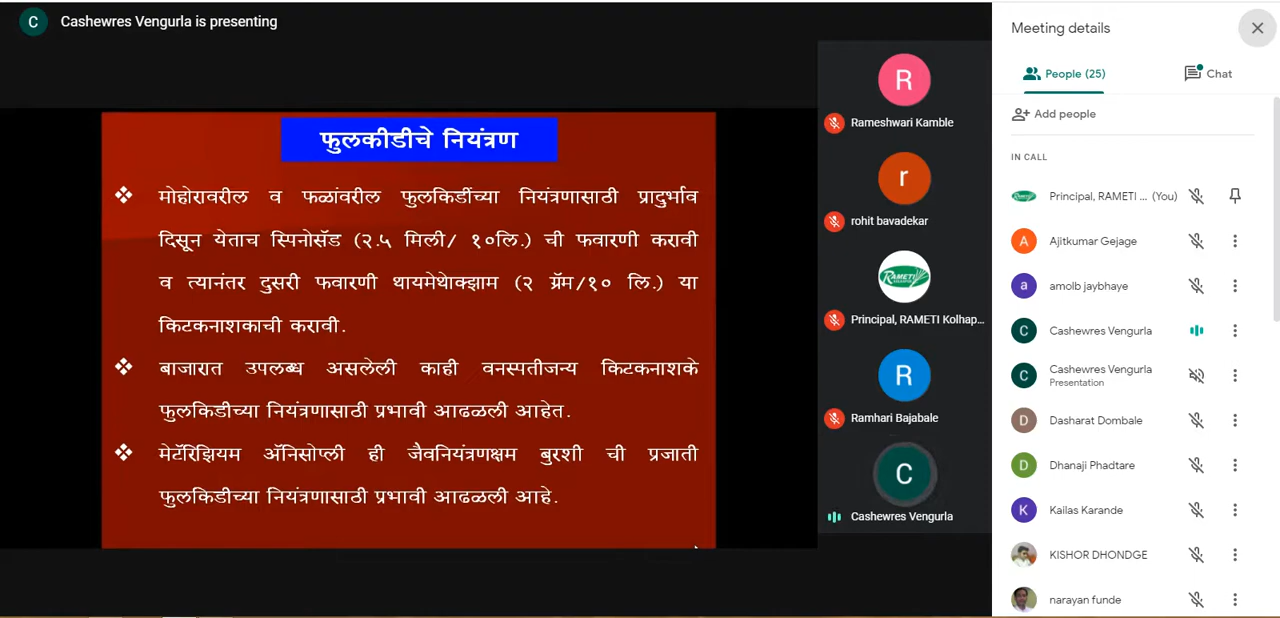 C Cashewres Vengurla is presenting
फुलकीडीचे नियंत्रण
❖ मोहोरावरील व फळांवरील फुलकिडींच्या नियंत्रणासाठी प्रादुर्भाव
दिसून येताच स्पिनोसॅड (२.५ मिली/ १०लि.) ची फवारणी करावी
व त्यानंतर दुसरी फवारणी थायमेथोक्झाम (२ ग्रॅम/१० लि.) या
किटकनाशकाची करावी.
❖ बाजारात उपलब्ध असलेली काही वनस्पतीजन्य किटकनाशके
फुलकिडीच्या नियंत्रणासाठी प्रभावी आढळली आहेत.
❖ मेटॅरिझियम ॲनिसोप्ली ही जैवनियंत्रणक्षम बुरशी ची प्रजाती
फुलकिडीच्या नियंत्रणासाठी प्रभावी आढळली आहे.
R
Rameshwari Kamble
r
rohit bavadekar
RAMETI
Principal, RAMETI Kolhap...
R
Ramhari Bajabale
C
Cashewres Vengurla
Meeting details
People (25)
Chat
Add people
IN CALL
Principal, RAMETI ... (You)
A Ajitkumar Gejage
a amolb jaybhaye
C Cashewres Vengurla
C Cashewres Vengurla
Presentation
D Dasharat Dombale
D Dhanaji Phadtare
K Kailas Karande
KISHOR DHONDGE
narayan funde